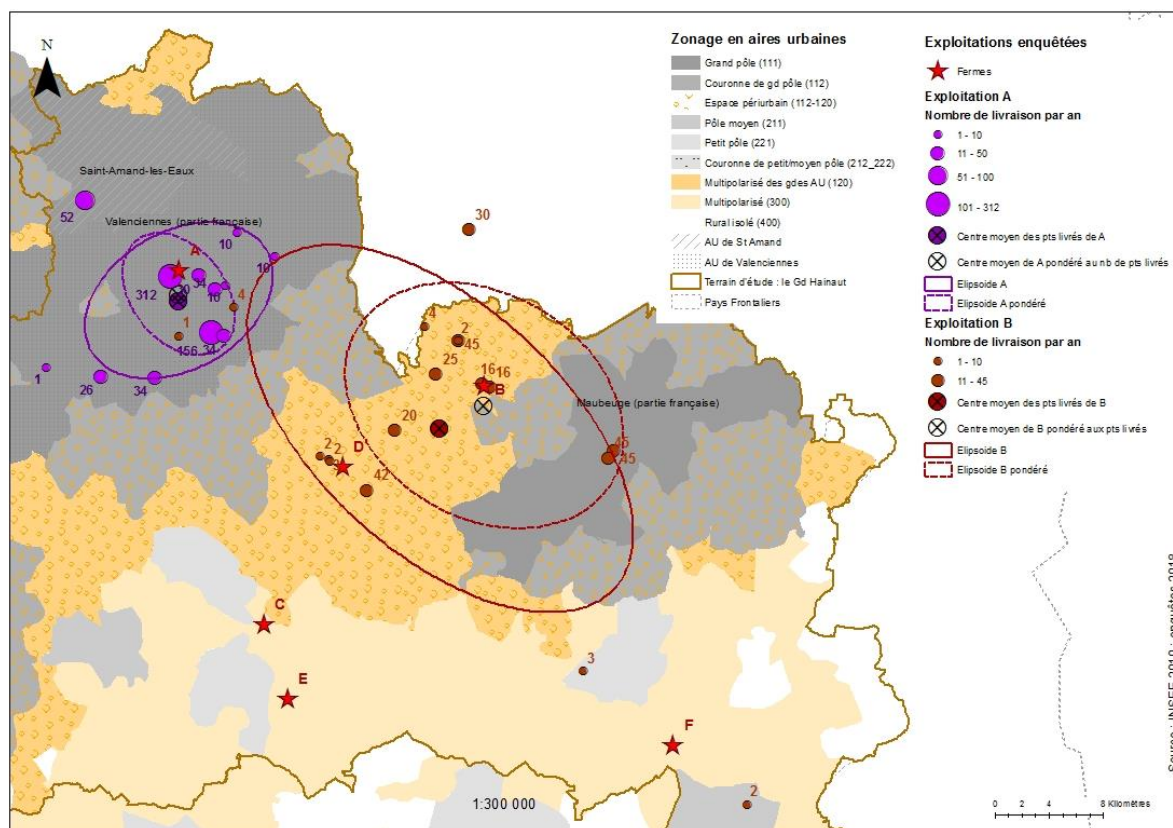 N
Saint-Amand-les-Eaux
52
Valenciennes (partie française)
10
A
10
34
312
10
4
1
156
34
1
26
34
30
4
2
45
25
16
16
B
Maubeuge (partie française)
20
45
45
2
2
D
42
C
E
3
F
2
1:300 000
Zonage en aires urbaines
Grand pôle (111)
Couronne de gd pôle (112)
Espace périurbain (112-120)
Pôle moyen (211)
Petit pôle (221)
Couronne de petit/moyen pôle (212_222)
Multipolarisé des gdes AU (120)
Multipolarisé (300)
Rural isolé (400)
AU de St Amand
AU de Valenciennes
Terrain d'étude : le Gd Hainaut
Pays Frontaliers
Exploitations enquêtées
Fermes
Exploitation A
Nombre de livraison par an
1 - 10
11 - 50
51 - 100
101 - 312
Centre moyen des pts livrés de A
Centre moyen de A pondéré au nb de pts livrés
Elipsoide A
Elipsoide A pondéré
Exploitation B
Nombre de livraison par an
1 - 10
11 - 45
Centre moyen des pts livrés de B
Centre moyen de B pondéré aux pts livrés
Elipsoide B
Elipsoide B pondéré
0 2 4 8 Kilomètres